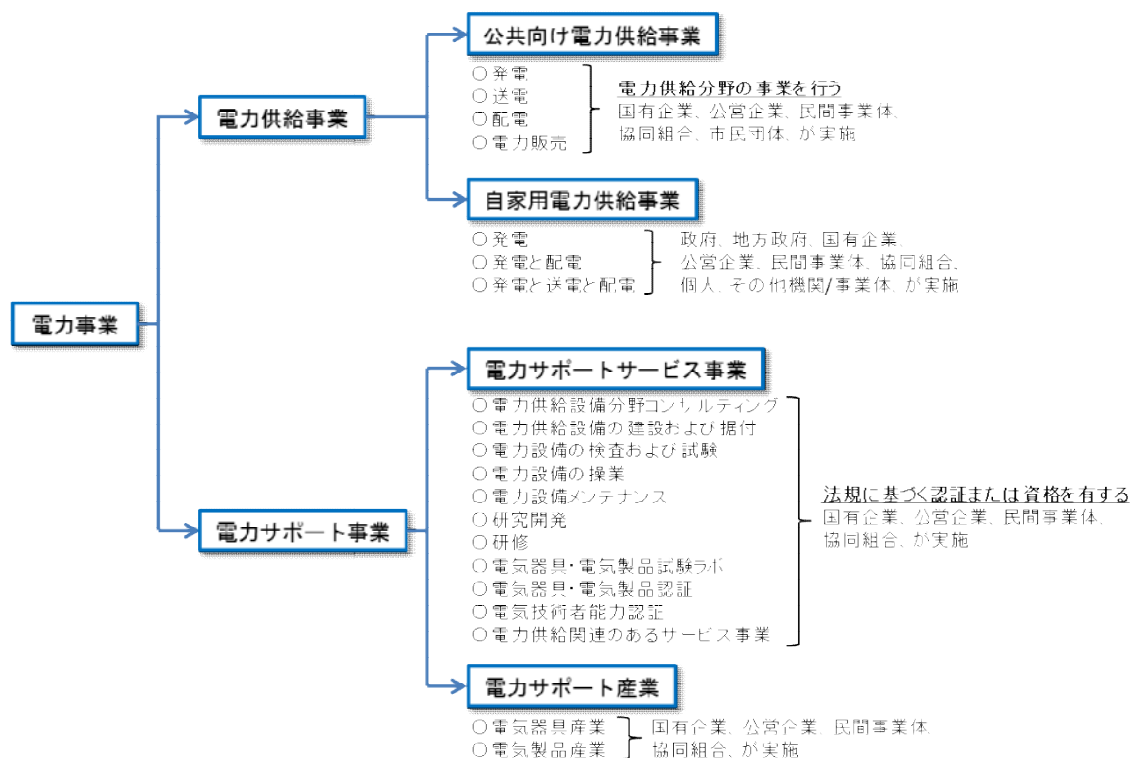 公共向け電力供給事業
○発電
○送電
○配電
○電力販売
電力供給分野の事業を行う
国有企業、公営企業、民間事業体、
協同組合、市民団体、が実施
電力供給事業
自家用電力供給事業
○発電
○発電と配電
○発電と送電と配電
政府、地方政府、国有企業、
公営企業、民間事業体、協同組合、
個人、その他機関/事業体、が実施
電力事業
電力サポートサービス事業
○電力供給設備分野コンサルティング
○電力供給設備の建設および据付
○電力設備の検査および試験
○電力設備の操業
○電力設備メンテナンス
○研究開発
○研修
○電気器具・電気製品試験ラボ
○電気器具・電気製品認証
○電気技術者能力認証
○電力供給関連のあるサービス事業
法規に基づく認証または資格を有する
国有企業、公営企業、民間事業体、
協同組合、が実施
電力サポート事業
電力サポート産業
○電気器具産業
○電気製品産業
国有企業、公営企業、民間事業体、
協同組合、が実施